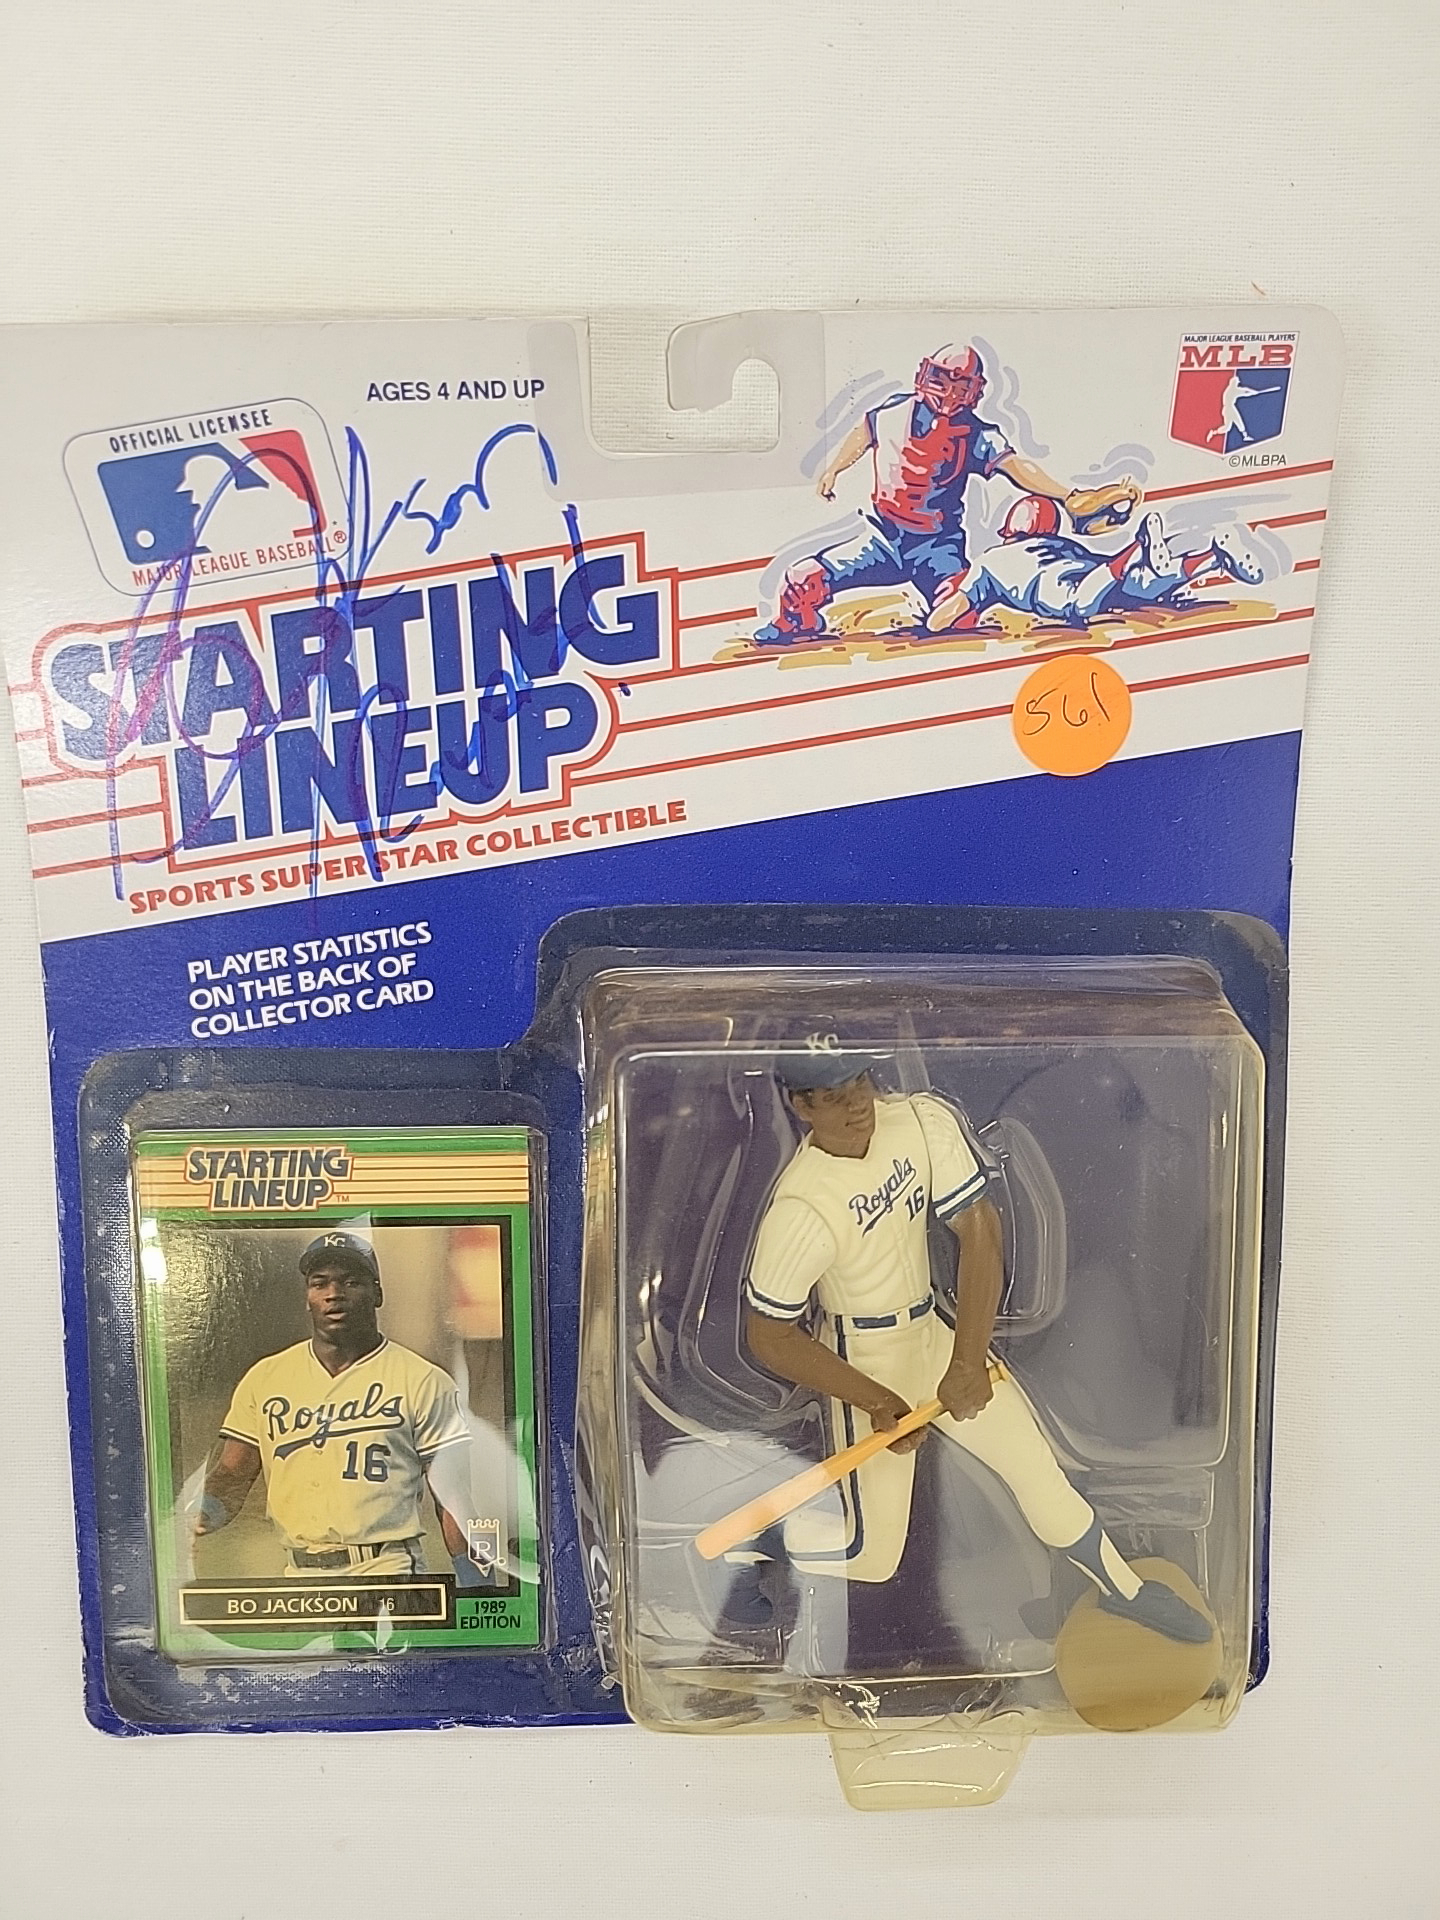 AGES 4 AND UP
OFFICIAL LICENSEE
MAJOR LEAGUE BASEBALL®
MAJOR LEAGUE BASEBALL PLAYERS
MLB
©MLBPA
STARTING
LINEUP
SPORTS SUPERSTAR COLLECTIBLE
561
PLAYER STATISTICS
ON THE BACK OF
COLLECTOR CARD
STARTING
LINEUP™
KC
Royals
16
R
BO JACKSON 16
1989
EDITION
KC
Royals
16